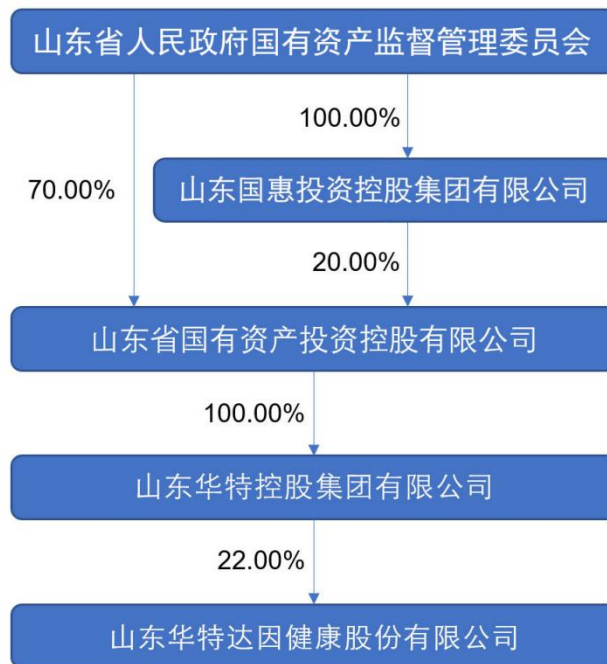 山东省人民政府国有资产监督管理委员会
100.00%
70.00%
山东国惠投资控股集团有限公司
20.00%
山东省国有资产投资控股有限公司
100.00%
山东华特控股集团有限公司
22.00%
山东华特达因健康股份有限公司